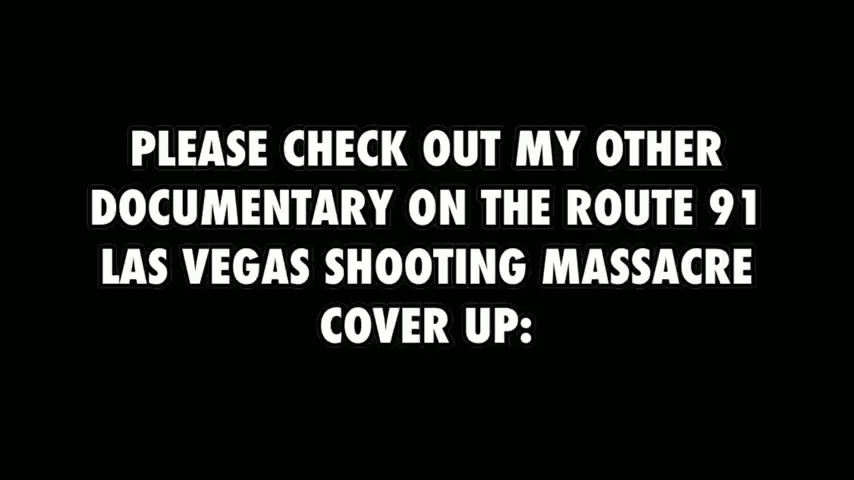 PLEASE CHECK OUT MY OTHER
DOCUMENTARY ON THE ROUTE 91
LAS VEGAS SHOOTING MASSACRE
COVER UP: